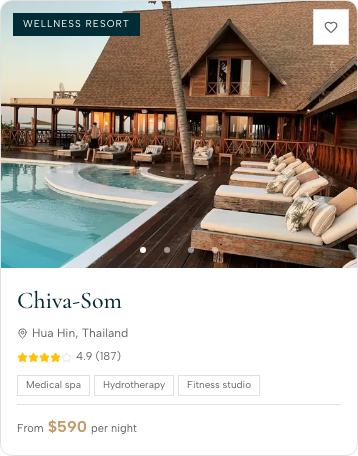 WELLNESS RESORT
Chiva-Som
Hua Hin, Thailand
4.9 (187)
Medical spa Hydrotherapy Fitness studio
From $590 per night